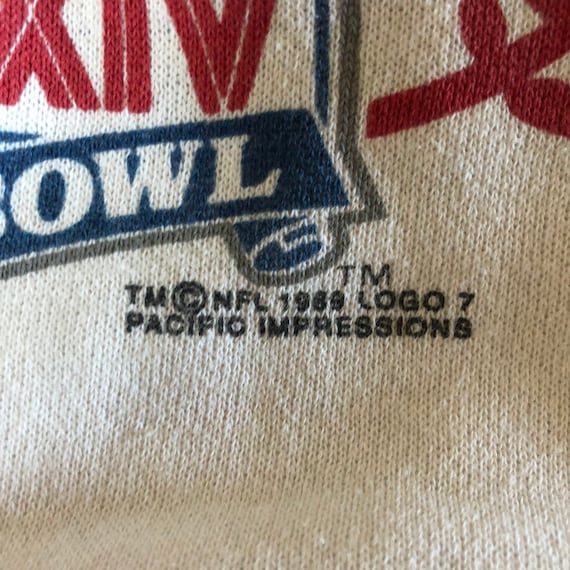 XIV
BOWL
TM
TM © NFL 1989 LOGO 7
PACIFIC IMPRESSIONS